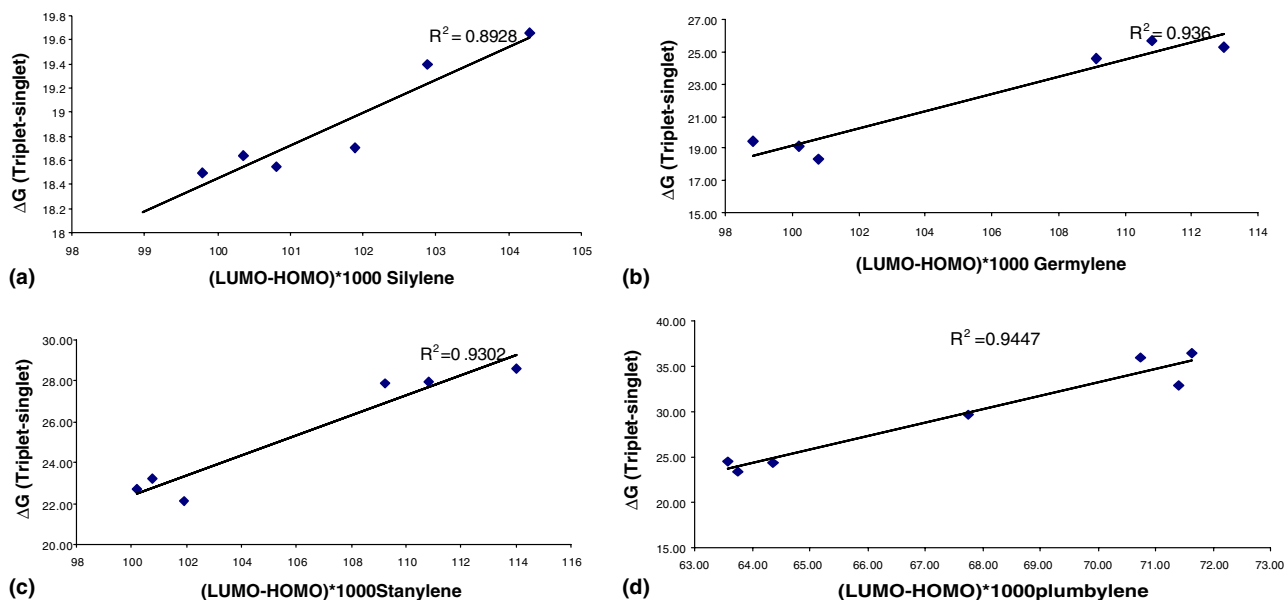 19.8
19.6
19.4
19.2
19
18.8
18.6
18.4
18.2
18
ΔG (Triplet-singlet)
R² = 0.8928
98 99 100 101 102 103 104 105
(a) (LUMO-HOMO)*1000 Silylene
27.00
25.00
23.00
21.00
19.00
17.00
15.00
ΔG (Triplet-singlet)
R² = 0.936
98 100 102 104 106 108 110 112 114
(b) (LUMO-HOMO)*1000 Germylene
30.00
28.00
26.00
24.00
22.00
20.00
ΔG (Triplet-singlet)
R² =0 .9302
98 100 102 104 106 108 110 112 114 116
(c) (LUMO-HOMO)*1000Stanylene
40.00
35.00
30.00
25.00
20.00
15.00
ΔG (Triplet-singlet)
R² =0.9447
63.00 64.00 65.00 66.00 67.00 68.00 69.00 70.00 71.00 72.00 73.00
(d) (LUMO-HOMO)*1000plumbylene